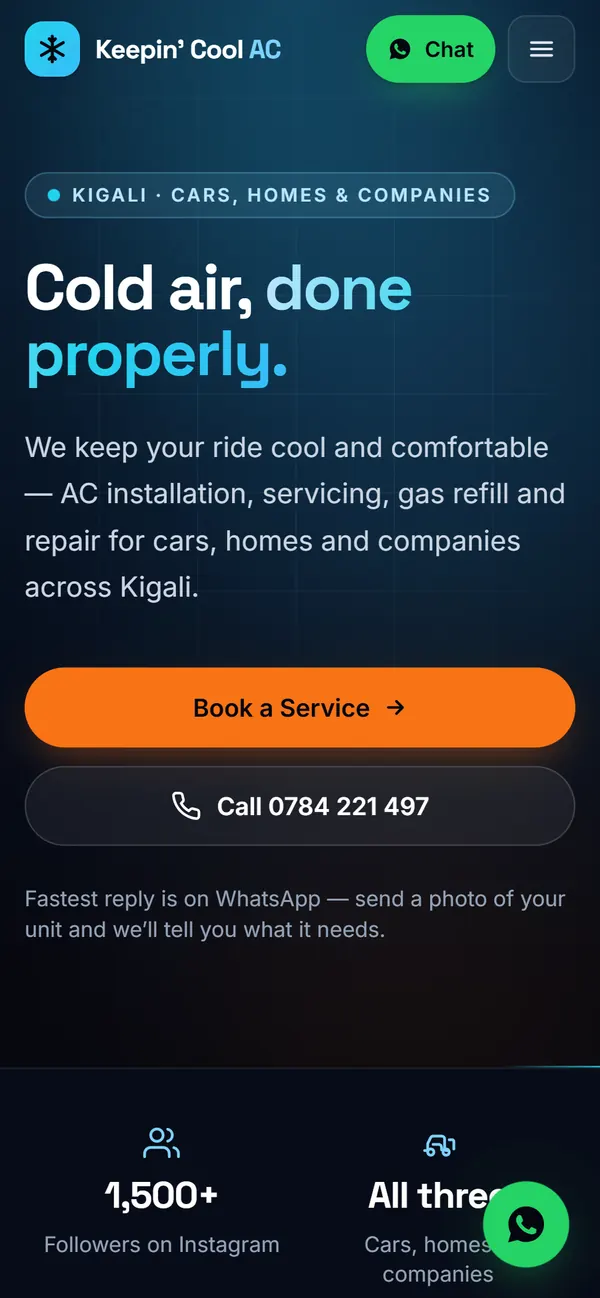 Keepin’ Cool AC
Chat
KIGALI · CARS, HOMES & COMPANIES
Cold air, done
properly.
We keep your ride cool and comfortable
— AC installation, servicing, gas refill and
repair for cars, homes and companies
across Kigali.
Book a Service →
Call 0784 221 497
Fastest reply is on WhatsApp — send a photo of your
unit and we’ll tell you what it needs.
1,500+
Followers on Instagram
All three
Cars, homes
companies